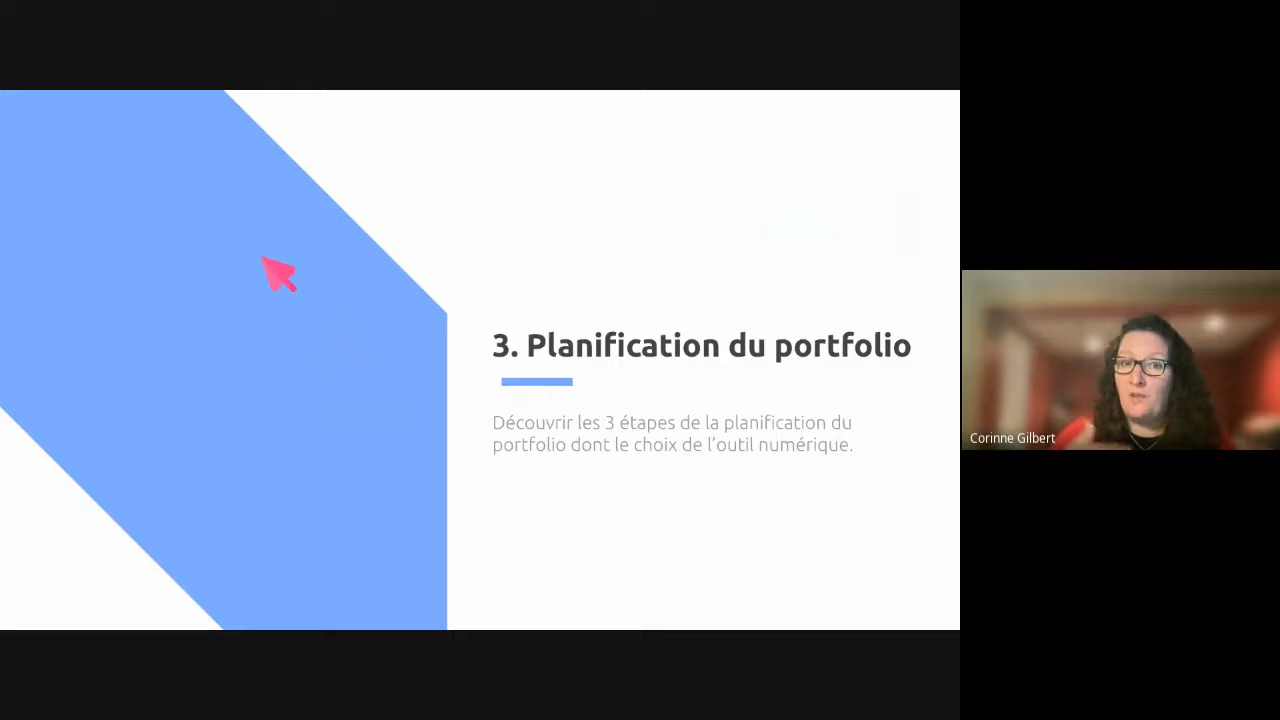 3. Planification du portfolio
Découvrir les 3 étapes de la planification du
portfolio dont le choix de l'outil numérique.
Corinne Gilbert